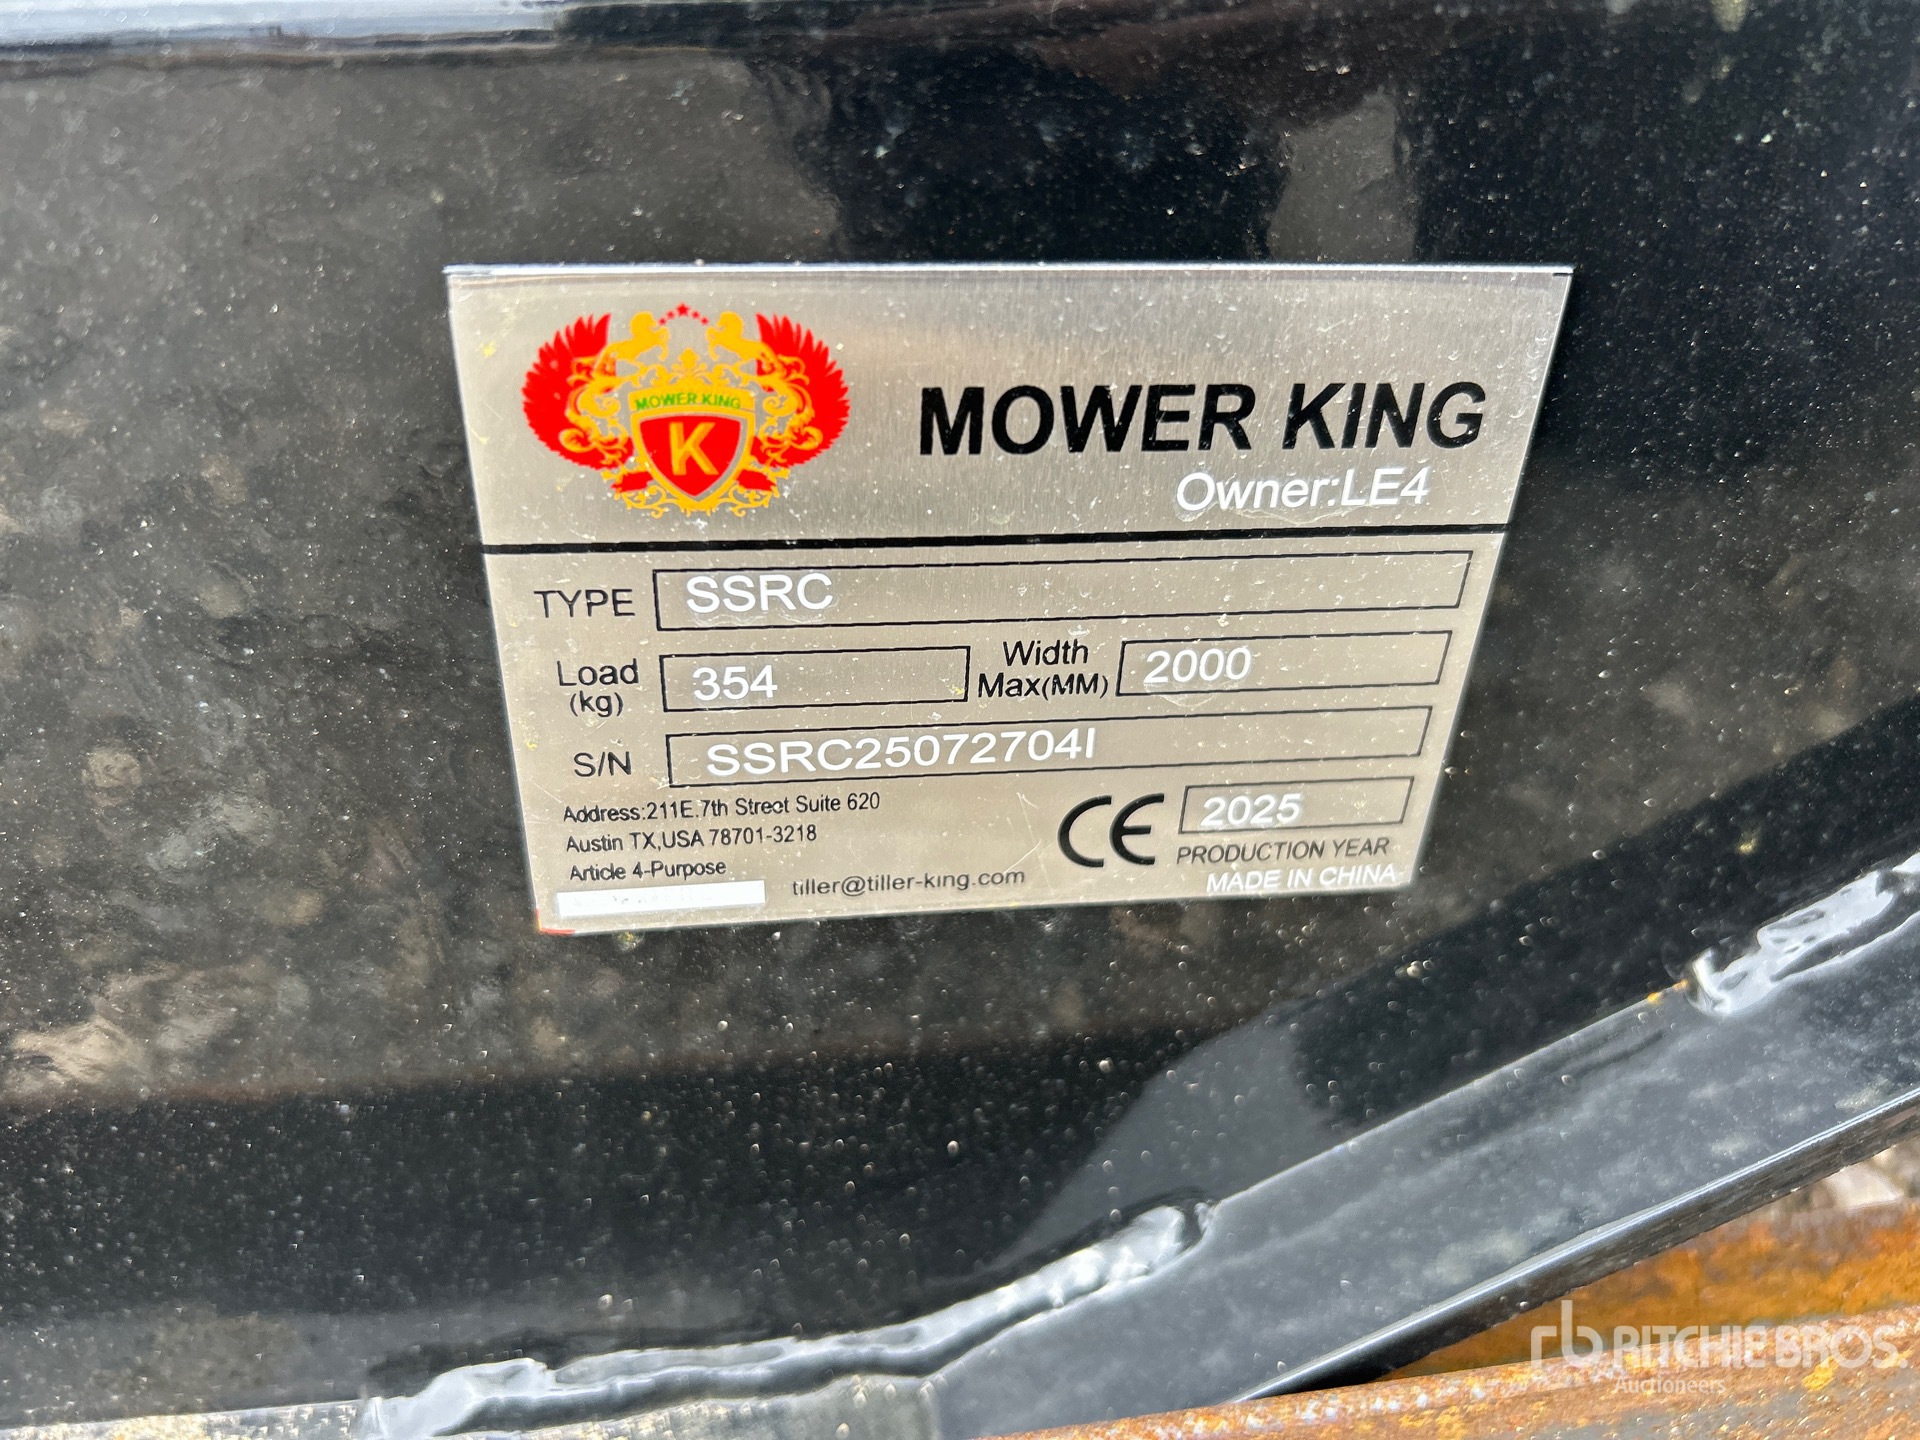 MOWER KING
K
MOWER KING
Owner:LE4
TYPE SSRC
Load (kg) 354 Width Max(MM) 2000
S/N SSRC25072704I
Address:211E.7th Street Suite 620
Austin TX,USA 78701-3218
Article 4-Purpose
tiller@tiller-king.com
CE 2025
PRODUCTION YEAR
MADE IN CHINA
rb RITCHIE BROS.
Auctioneers